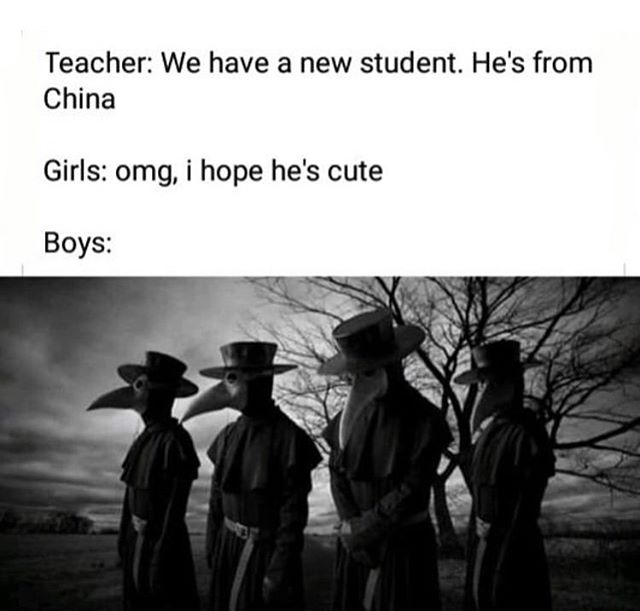 Teacher: We have a new student. He's from
China
Girls: omg, i hope he's cute
Boys: